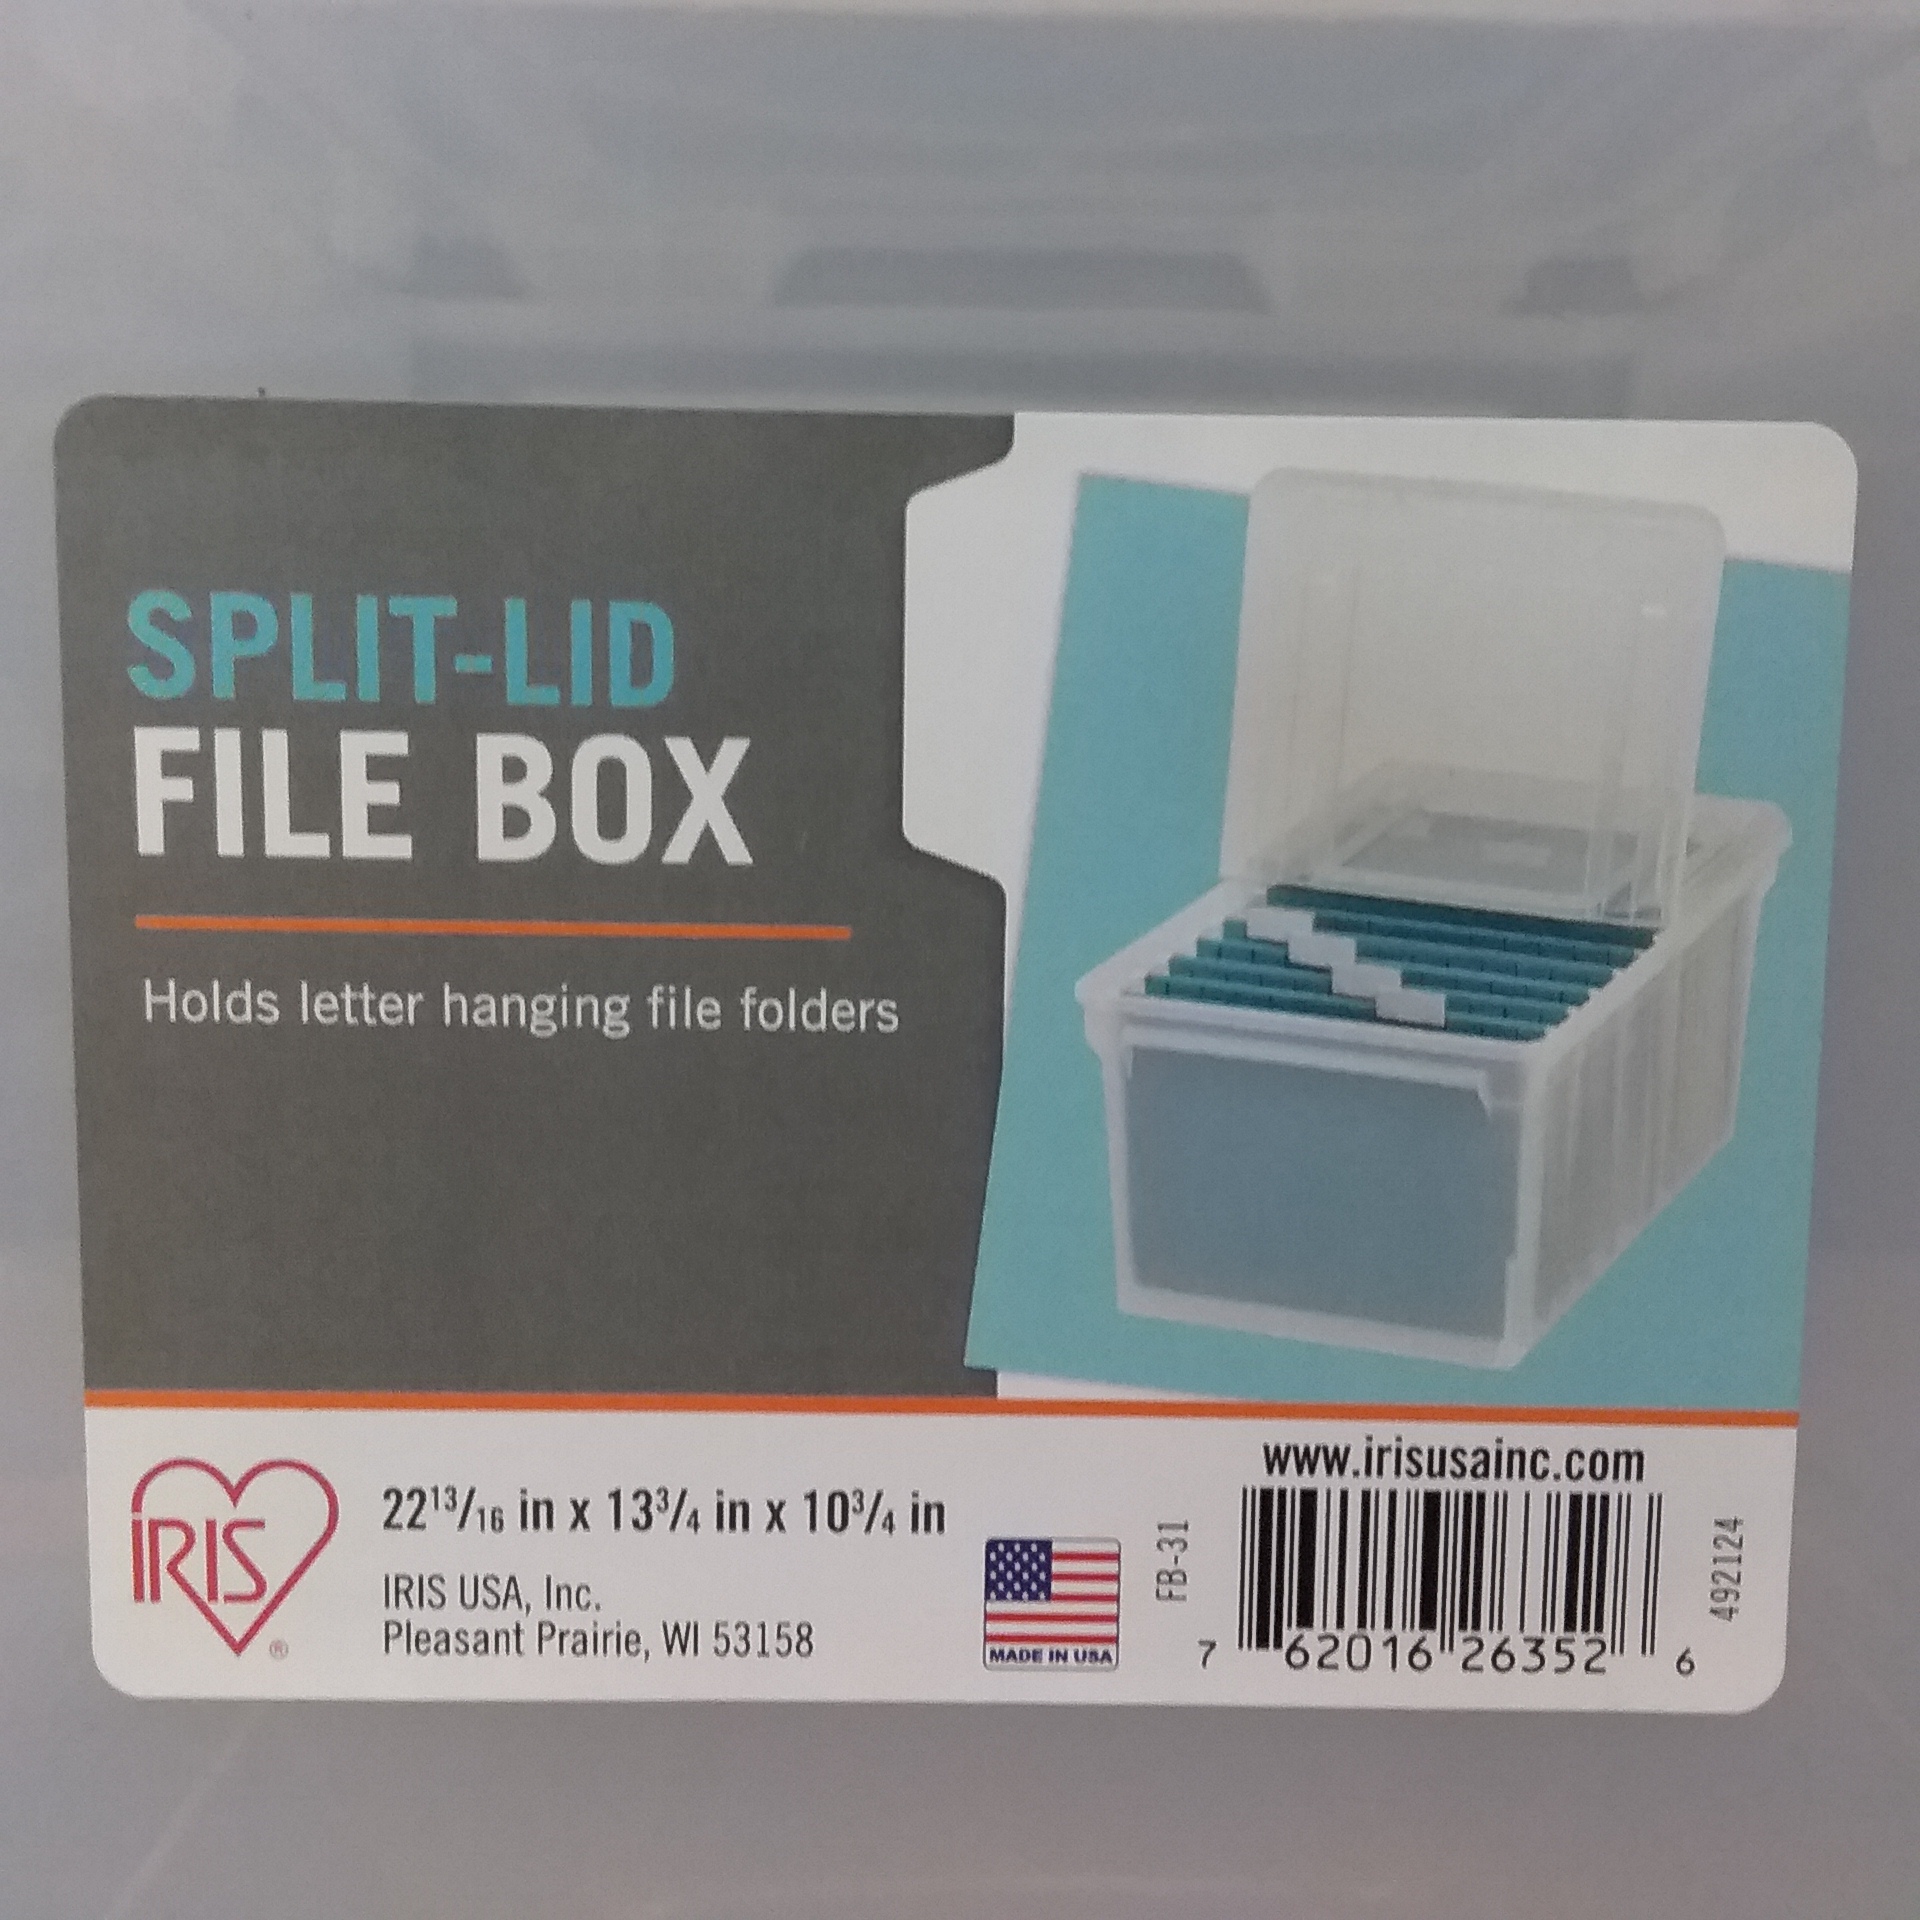 SPLIT-LID
FILE BOX
Holds letter hanging file folders
IRIS
®
22 13/16 in x 13 3/4 in x 10 3/4 in
IRIS USA, Inc.
Pleasant Prairie, WI 53158
MADE IN USA
FB-31
www.irisusainc.com
7 62016 26352 6
492124